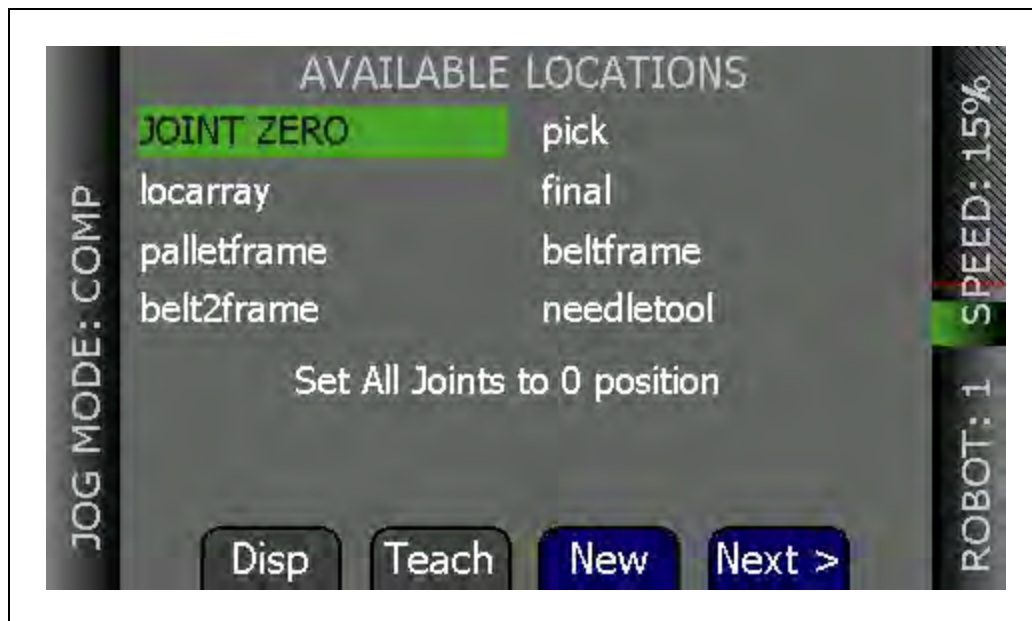 AVAILABLE LOCATIONS
JOINT ZERO pick
locarray final
palletframe beltframe
belt2frame needletool
Set All Joints to 0 position
Disp Teach New Next >
JOG MODE: COMP
SPEED: 15%
ROBOT: 1